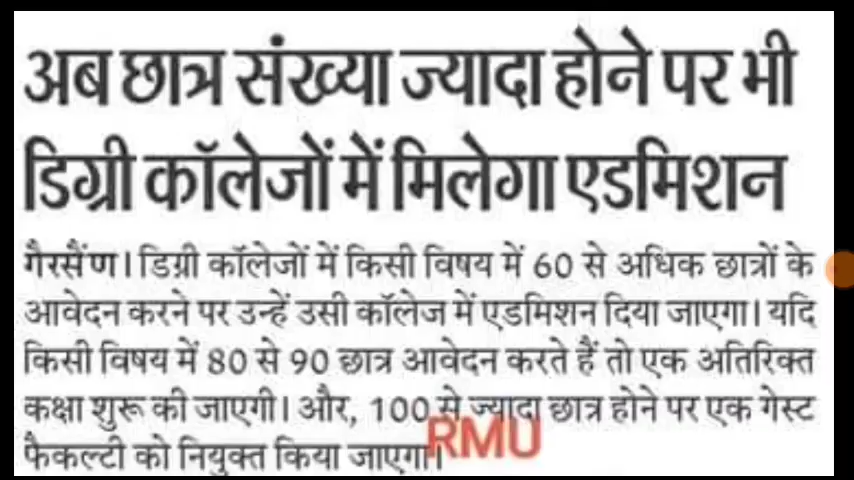 अब छात्र संख्या ज्यादा होने पर भी
डिग्री कॉलेजों में मिलेगा एडमिशन
गैरसैंण। डिग्री कॉलेजों में किसी विषय में 60 से अधिक छात्रों के
आवेदन करने पर उन्हें उसी कॉलेज में एडमिशन दिया जाएगा। यदि
किसी विषय में 80 से 90 छात्र आवेदन करते हैं तो एक अतिरिक्त
कक्षा शुरू की जाएगी। और, 100 से ज्यादा छात्र होने पर एक गेस्ट
फैकल्टी को नियुक्त किया जाएगा।
RMU